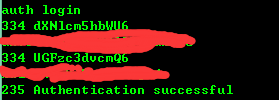 auth login
334 dXNlcm5hbWU6
334 UGFzc3dvcmQ6
235 Authentication successful